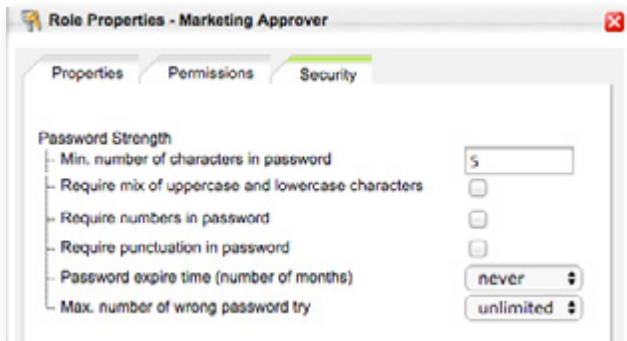 Role Properties - Marketing Approver
Properties Permissions Security
Password Strength
Min. number of characters in password 5
Require mix of uppercase and lowercase characters
Require numbers in password
Require punctuation in password
Password expire time (number of months) never
Max. number of wrong password try unlimited